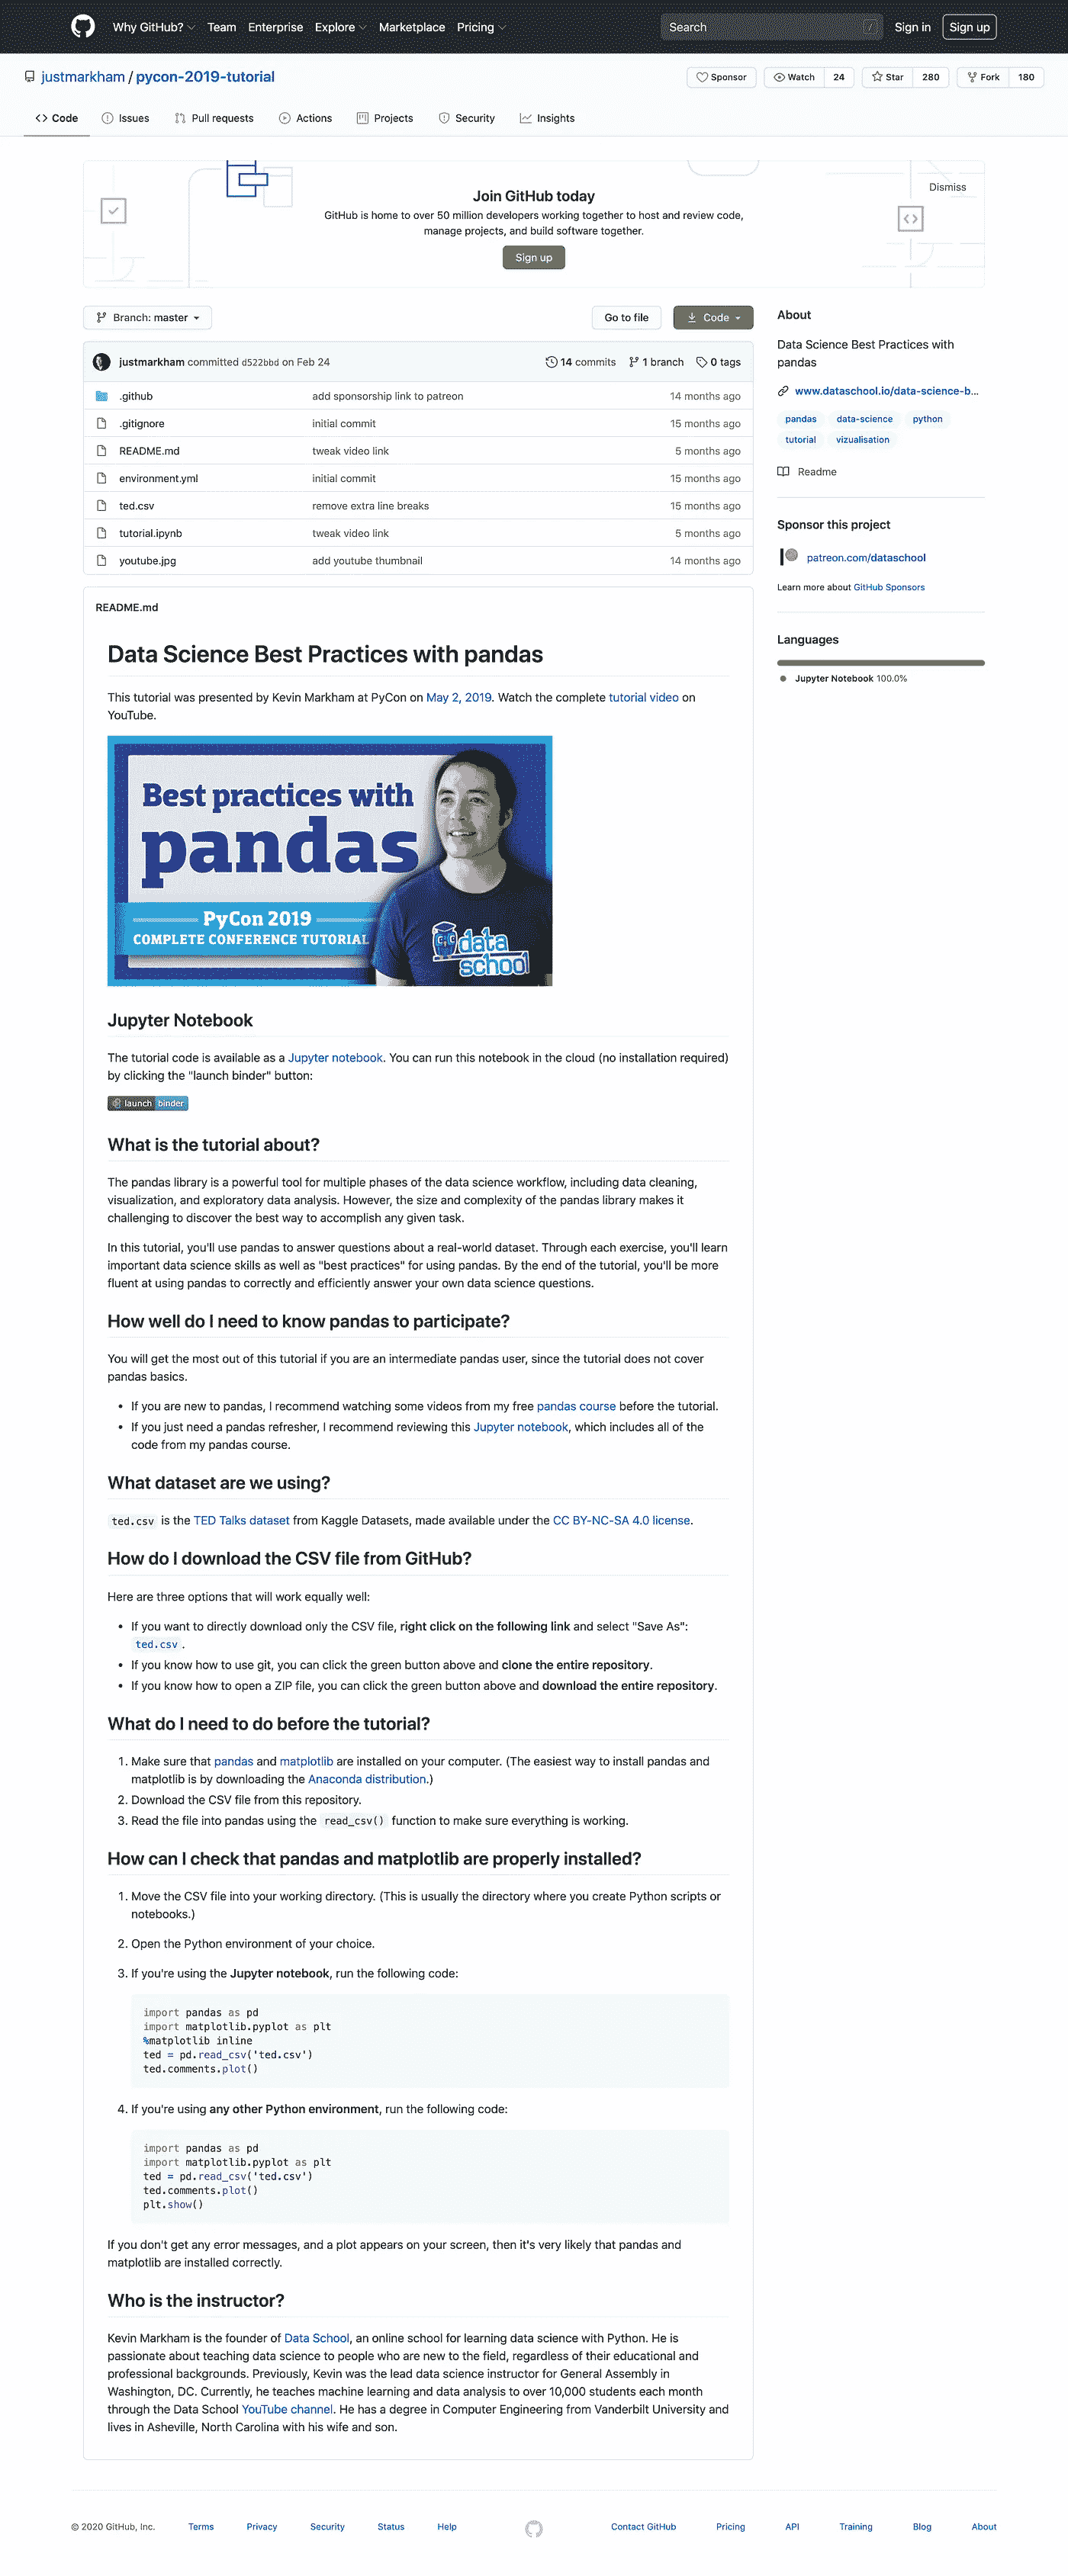 Why GitHub? Team Enterprise Explore Marketplace Pricing Search / Sign in Sign up
justmarkham / pycon-2019-tutorial Sponsor Watch 24 Star 280 Fork 180
Code Issues Pull requests Actions Projects Security Insights
Dismiss
Join GitHub today
GitHub is home to over 50 million developers working together to host and review code,
manage projects, and build software together.
Sign up
Branch: master Go to file Code
justmarkham committed d522bbd on Feb 24 14 commits 1 branch 0 tags
.github add sponsorship link to patreon 14 months ago
.gitignore initial commit 15 months ago
README.md tweak video link 5 months ago
environment.yml initial commit 15 months ago
ted.csv remove extra line breaks 15 months ago
tutorial.ipynb tweak video link 5 months ago
youtube.jpg add youtube thumbnail 14 months ago
About
Data Science Best Practices with
pandas
www.dataschool.io/data-science-b...
pandas data-science python
tutorial vizualisation
Readme
Sponsor this project
patreon.com/dataschool
Learn more about GitHub Sponsors
Languages
Jupyter Notebook 100.0%
README.md
Data Science Best Practices with pandas
This tutorial was presented by Kevin Markham at PyCon on May 2, 2019. Watch the complete tutorial video on
YouTube.
Best practices with
pandas
PyCon 2019
COMPLETE CONFERENCE TUTORIAL
data
school
Jupyter Notebook
The tutorial code is available as a Jupyter notebook. You can run this notebook in the cloud (no installation required)
by clicking the "launch binder" button:
launch binder
What is the tutorial about?
The pandas library is a powerful tool for multiple phases of the data science workflow, including data cleaning,
visualization, and exploratory data analysis. However, the size and complexity of the pandas library makes it
challenging to discover the best way to accomplish any given task.
In this tutorial, you'll use pandas to answer questions about a real-world dataset. Through each exercise, you'll learn
important data science skills as well as "best practices" for using pandas. By the end of the tutorial, you'll be more
fluent at using pandas to correctly and efficiently answer your own data science questions.
How well do I need to know pandas to participate?
You will get the most out of this tutorial if you are an intermediate pandas user, since the tutorial does not cover
pandas basics.
• If you are new to pandas, I recommend watching some videos from my free pandas course before the tutorial.
• If you just need a pandas refresher, I recommend reviewing this Jupyter notebook, which includes all of the
code from my pandas course.
What dataset are we using?
ted.csv is the TED Talks dataset from Kaggle Datasets, made available under the CC BY-NC-SA 4.0 license.
How do I download the CSV file from GitHub?
Here are three options that will work equally well:
• If you want to directly download only the CSV file, right click on the following link and select "Save As":
ted.csv .
• If you know how to use git, you can click the green button above and clone the entire repository.
• If you know how to open a ZIP file, you can click the green button above and download the entire repository.
What do I need to do before the tutorial?
1. Make sure that pandas and matplotlib are installed on your computer. (The easiest way to install pandas and
matplotlib is by downloading the Anaconda distribution.)
2. Download the CSV file from this repository.
3. Read the file into pandas using the read_csv() function to make sure everything is working.
How can I check that pandas and matplotlib are properly installed?
1. Move the CSV file into your working directory. (This is usually the directory where you create Python scripts or
notebooks.)
2. Open the Python environment of your choice.
3. If you're using the Jupyter notebook, run the following code:
import pandas as pd
import matplotlib.pyplot as plt
%matplotlib inline
ted = pd.read_csv('ted.csv')
ted.comments.plot()
4. If you're using any other Python environment, run the following code:
import pandas as pd
import matplotlib.pyplot as plt
ted = pd.read_csv('ted.csv')
ted.comments.plot()
plt.show()
If you don't get any error messages, and a plot appears on your screen, then it's very likely that pandas and
matplotlib are installed correctly.
Who is the instructor?
Kevin Markham is the founder of Data School, an online school for learning data science with Python. He is
passionate about teaching data science to people who are new to the field, regardless of their educational and
professional backgrounds. Previously, Kevin was the lead data science instructor for General Assembly in
Washington, DC. Currently, he teaches machine learning and data analysis to over 10,000 students each month
through the Data School YouTube channel. He has a degree in Computer Engineering from Vanderbilt University and
lives in Asheville, North Carolina with his wife and son.
© 2020 GitHub, Inc. Terms Privacy Security Status Help Contact GitHub Pricing API Training Blog About